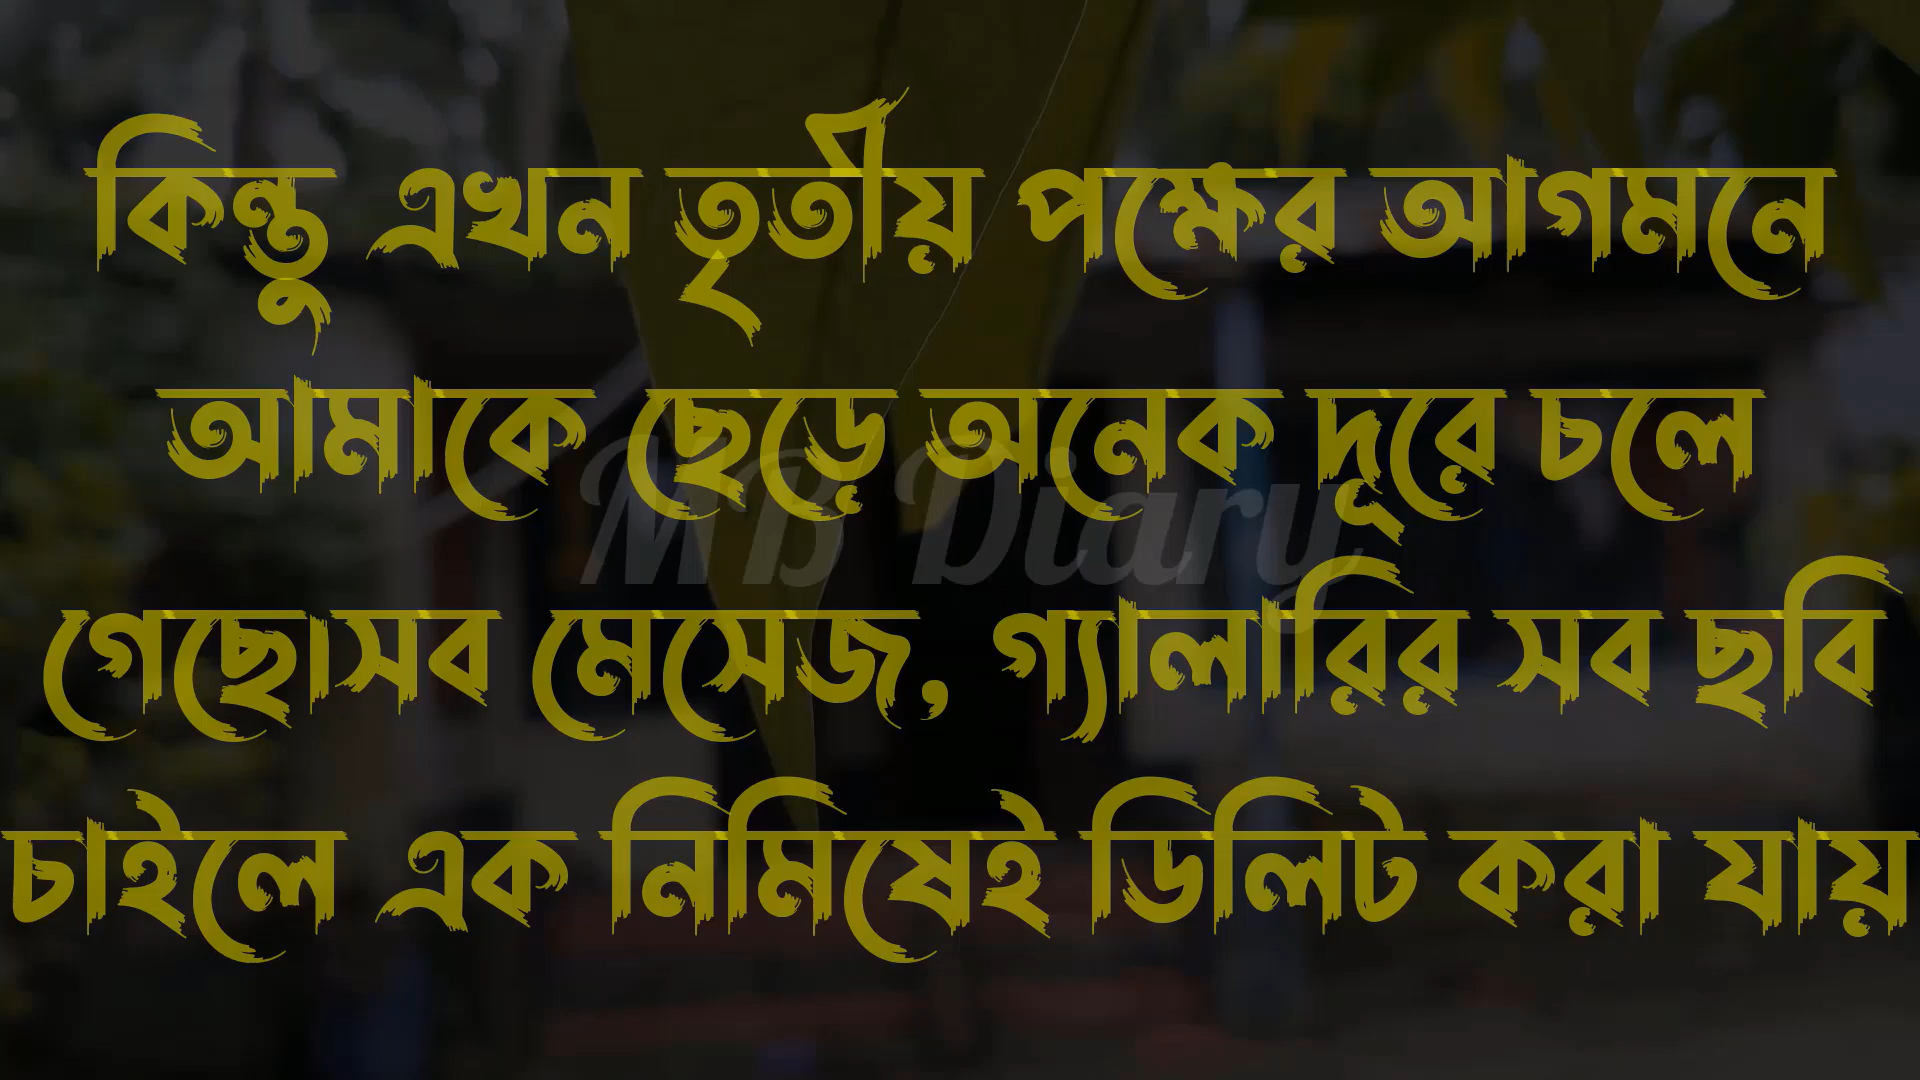 কিন্তু এখন তৃতীয় পক্ষের আগমনে
আমাকে ছেড়ে অনেক দূরে চলে
গেছোসব মেসেজ, গ্যালারির সব ছবি
চাইলে এক নিমিষেই ডিলিট করা যায়
MB Diary